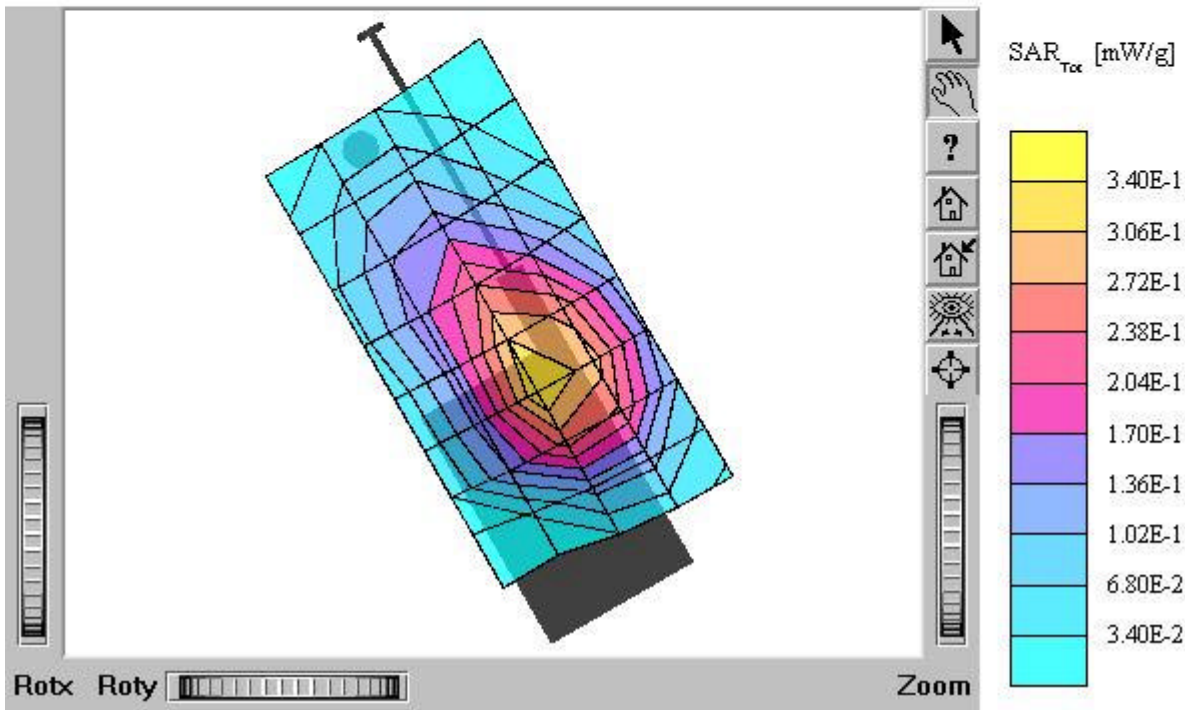 SAR_Tot [mW/g]
?
3.40E-1
3.06E-1
2.72E-1
2.38E-1
2.04E-1
1.70E-1
1.36E-1
1.02E-1
6.80E-2
3.40E-2
Rotx Roty Zoom